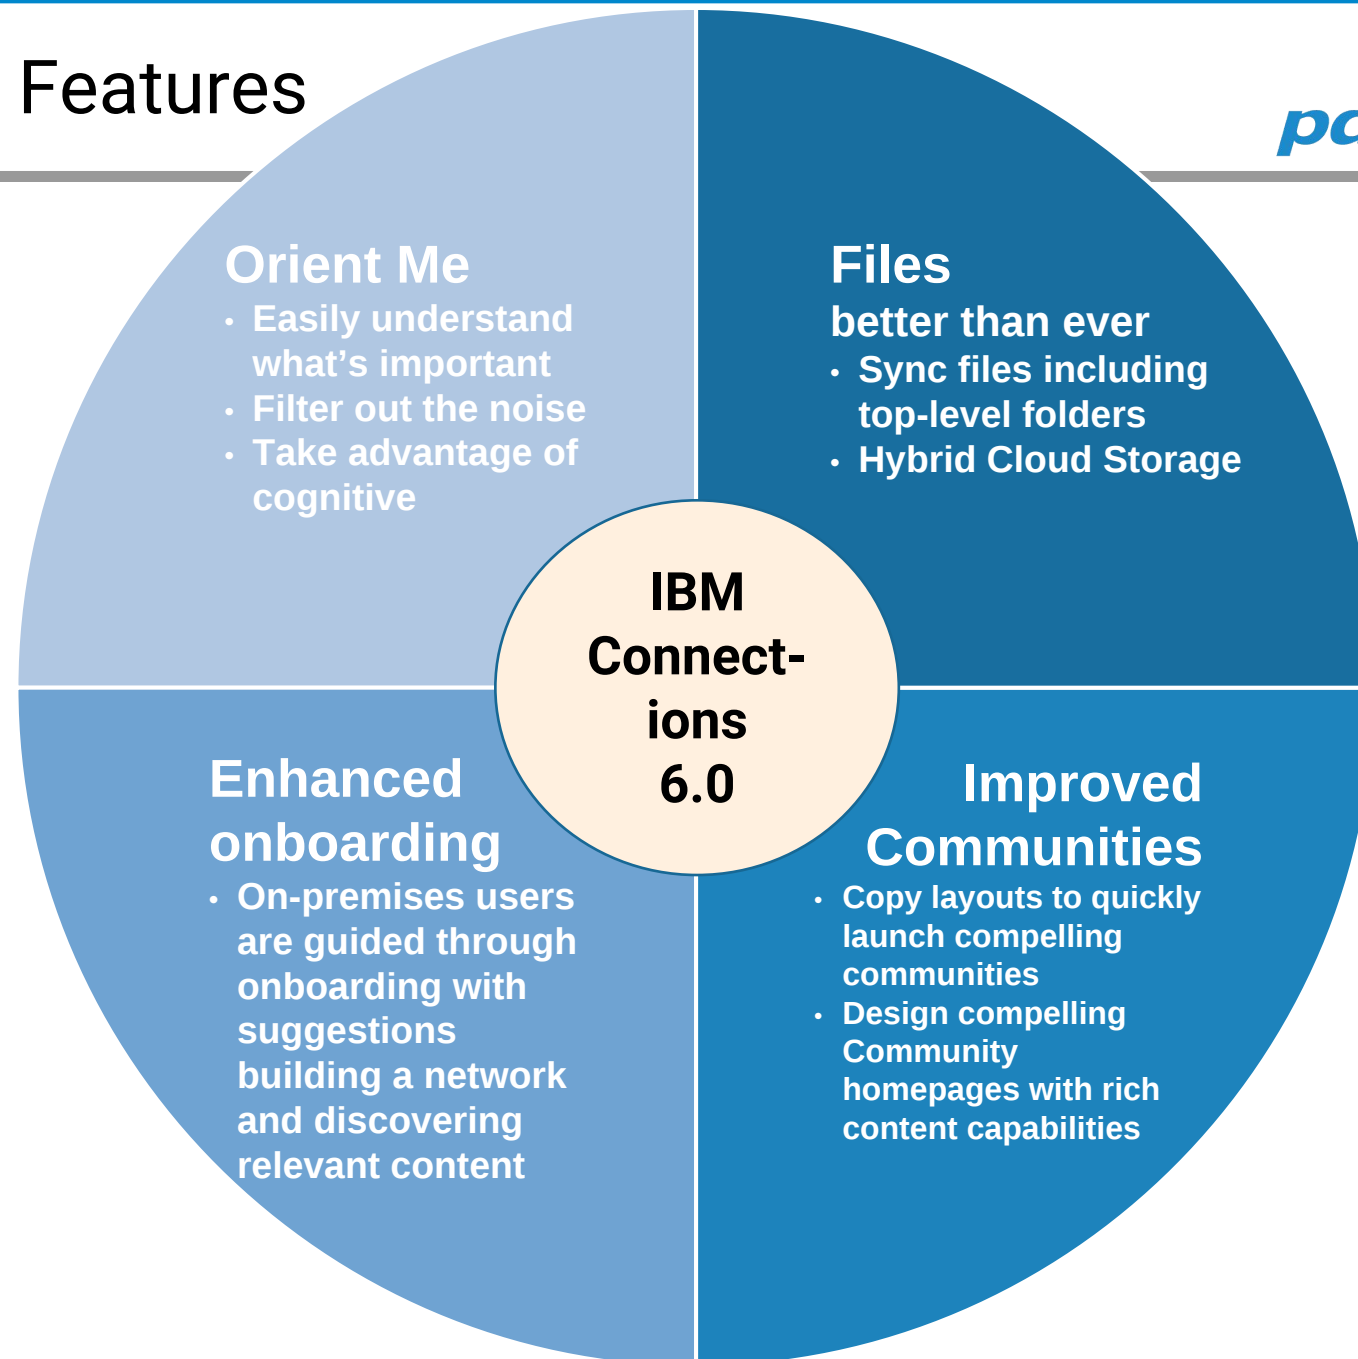 Features
Orient Me
• Easily understand
what’s important
• Filter out the noise
• Take advantage of
cognitive
Files
better than ever
• Sync files including
top-level folders
• Hybrid Cloud Storage
IBM
Connect-
ions
6.0
Enhanced
onboarding
• On-premises users
are guided through
onboarding with
suggestions
building a network
and discovering
relevant content
Improved
Communities
• Copy layouts to quickly
launch compelling
communities
• Design compelling
Community
homepages with rich
content capabilities